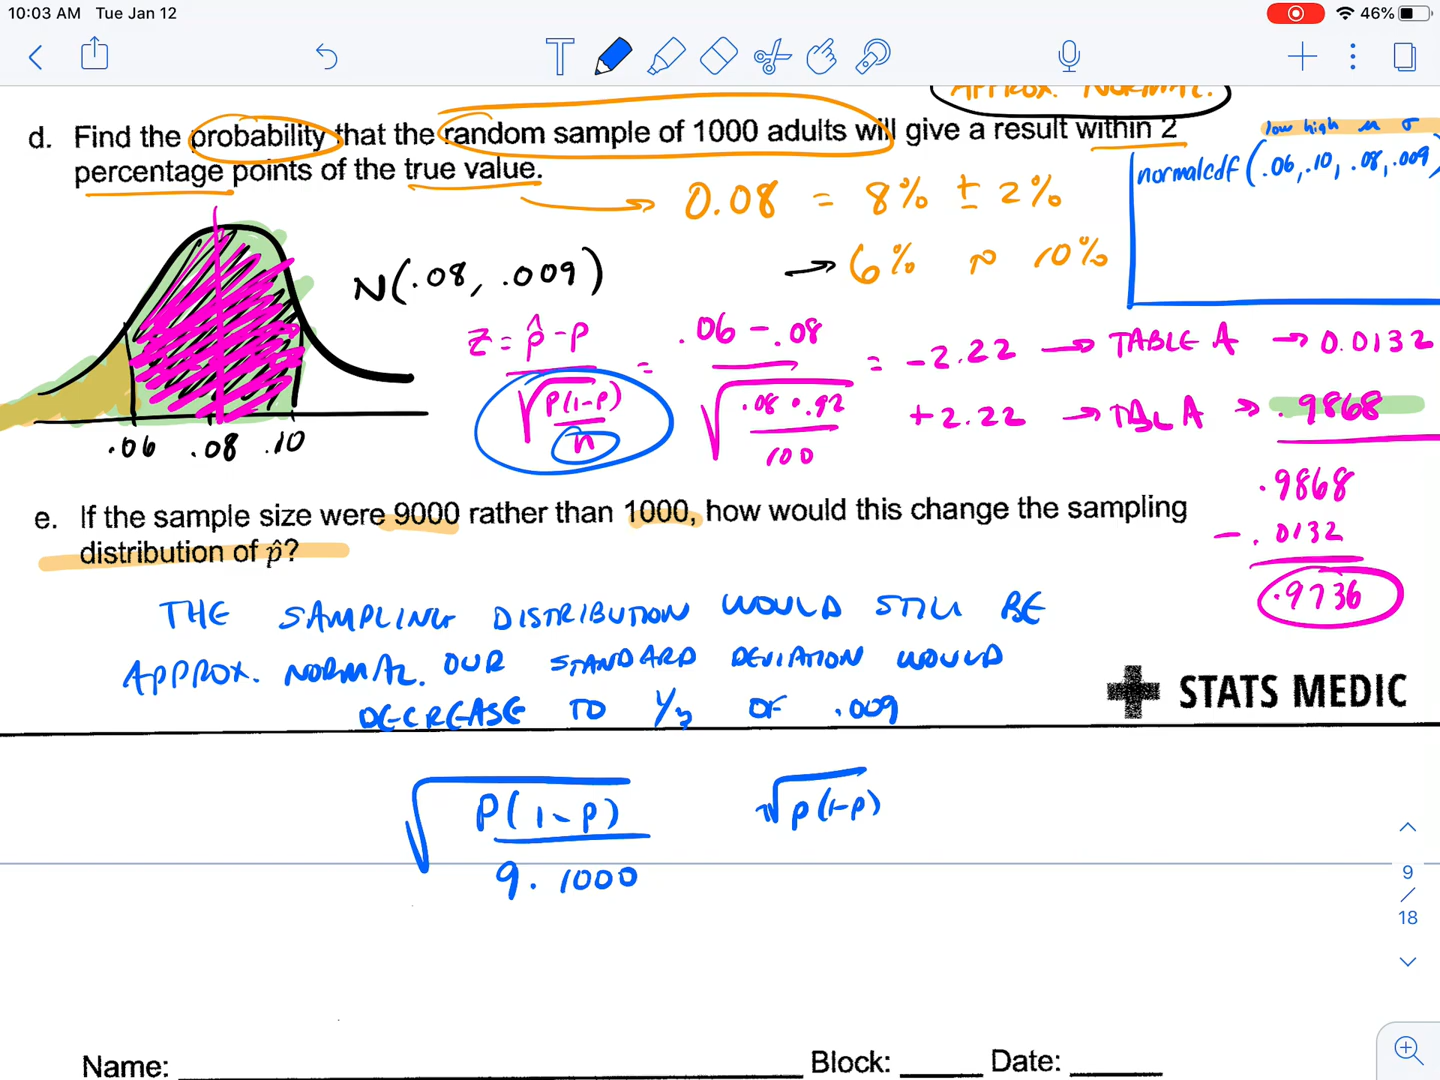 10:03 AM Tue Jan 12
46%
APPROX. NORMAL.
d. Find the probability that the random sample of 1000 adults will give a result within 2
percentage points of the true value.
low high μ σ
normalcdf (.06, .10, .08, .009)
0.08 = 8% ± 2%
→ 6% 10%
N(.08, .009)
z = p̂ - p / √(p(1-p)/n) = .06 - .08 / √(.08 · .92 / 100) = -2.22 → TABLE A → 0.0132
+2.22 → TABL A → .9868
.06 .08 .10
.9868
- .0132
.9736
e. If the sample size were 9000 rather than 1000, how would this change the sampling
distribution of p̂?
THE SAMPLING DISTRIBUTION WOULD STILL BE
APPROX. NORMAL. OUR STANDARD DEVIATION WOULD
DECREASE TO 1/3 OF .009
STATS MEDIC
√(P(1-P) / 9 · 1000)
√p(1-p)
9
/
18
Name: Block: Date: